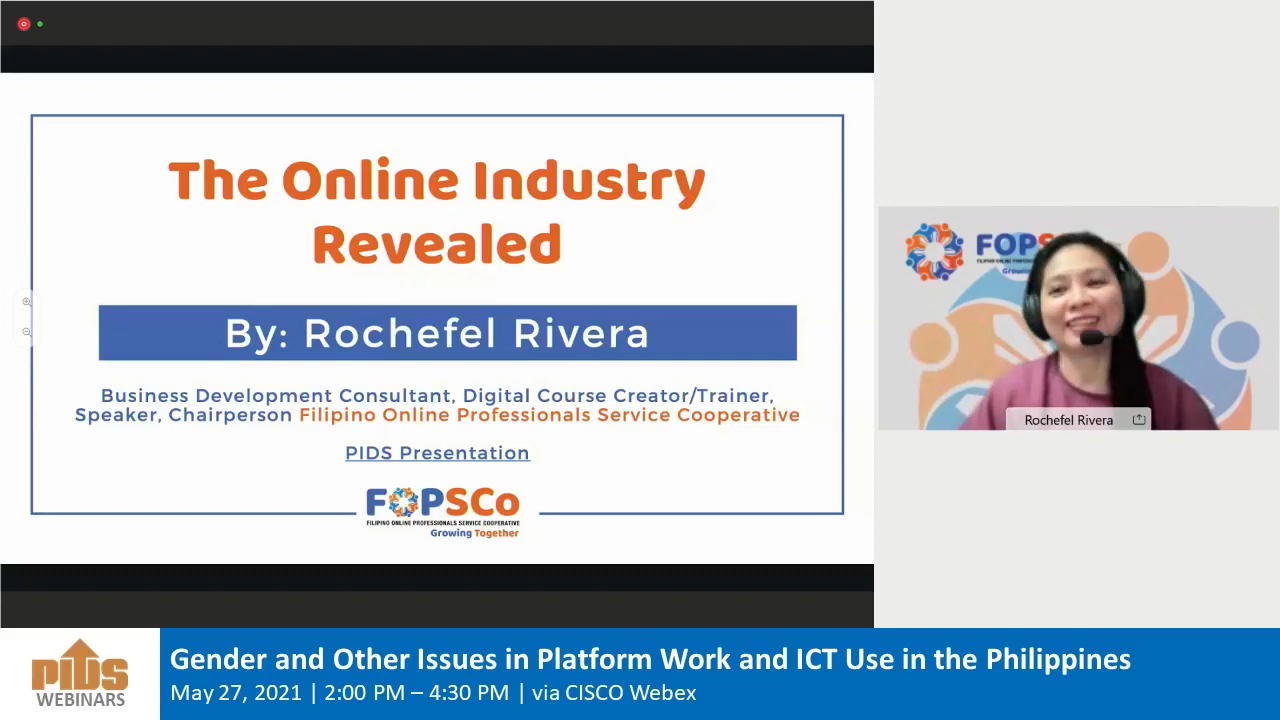 The Online Industry
Revealed
By: Rochefel Rivera
Business Development Consultant, Digital Course Creator/Trainer,
Speaker, Chairperson Filipino Online Professionals Service Cooperative
PIDS Presentation
FOPSCo
FILIPINO ONLINE PROFESSIONALS SERVICE COOPERATIVE
Growing Together
FOPS
Rochefel Rivera
PIDS
WEBINARS
Gender and Other Issues in Platform Work and ICT Use in the Philippines
May 27, 2021 | 2:00 PM – 4:30 PM | via CISCO Webex